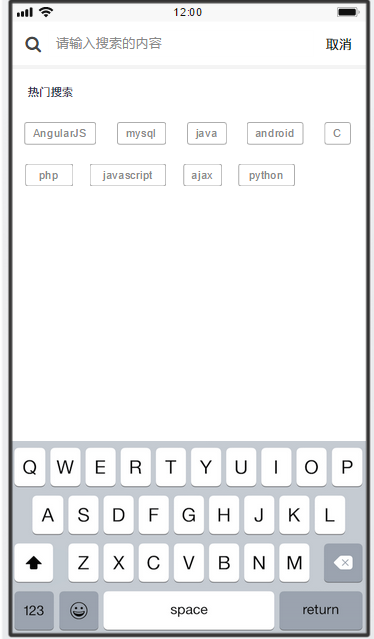 12:00
请输入搜索的内容 取消
热门搜索
AngularJS mysql java android C
php javascript ajax python
Q W E R T Y U I O P
A S D F G H J K L
Z X C V B N M
123 space return